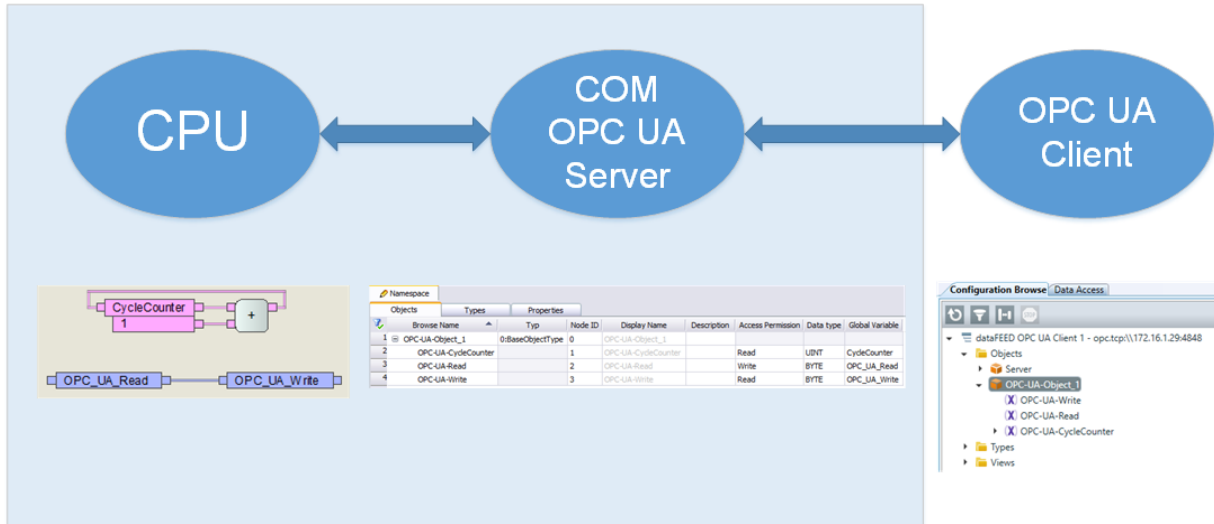 CPU
COM
OPC UA
Server
OPC UA
Client
CycleCounter
1
+
OPC_UA_Read
OPC_UA_Write
Namespace
Objects Types Properties
Browse Name Typ Node ID Display Name Description Access Permission Data type Global Variable
1 OPC-UA-Object_1 0:BaseObjectType 0 OPC-UA-Object_1
2 OPC-UA-CycleCounter 1 OPC-UA-CycleCounter Read UINT CycleCounter
3 OPC-UA-Read 2 OPC-UA-Read Write BYTE OPC_UA_Read
4 OPC-UA-Write 3 OPC-UA-Write Read BYTE OPC_UA_Write
Configuration Browse Data Access
dataFEED OPC UA Client 1 - opc.tcp:\\172.16.1.29:4848
Objects
Server
OPC-UA-Object_1
(X) OPC-UA-Write
(X) OPC-UA-Read
(X) OPC-UA-CycleCounter
Types
Views